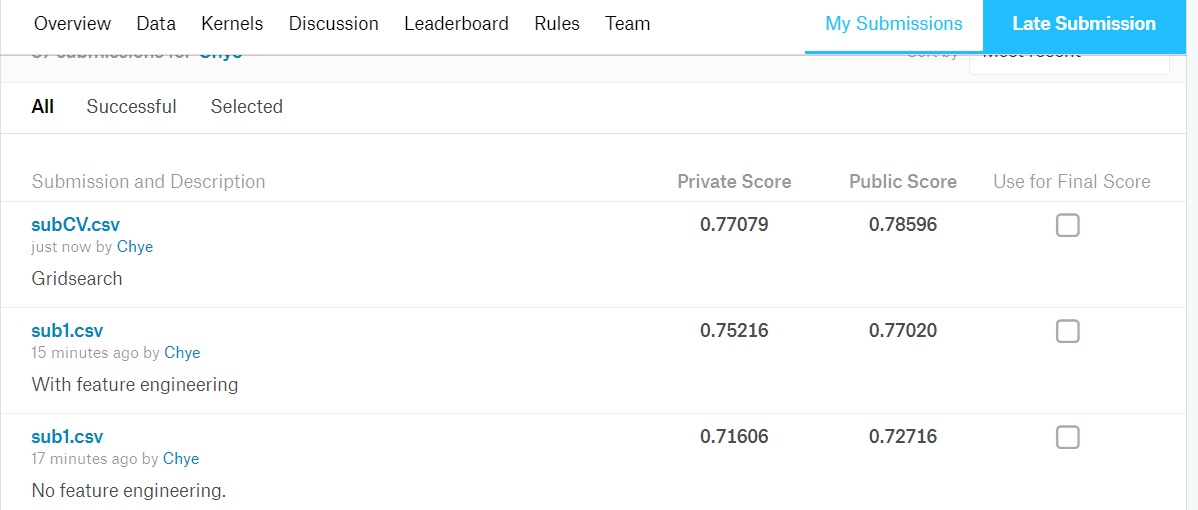 Overview Data Kernels Discussion Leaderboard Rules Team My Submissions Late Submission
submissions for Chye Sort by Most recent
All Successful Selected
Submission and Description Private Score Public Score Use for Final Score
subCV.csv 0.77079 0.78596
just now by Chye
Gridsearch
sub1.csv 0.75216 0.77020
15 minutes ago by Chye
With feature engineering
sub1.csv 0.71606 0.72716
17 minutes ago by Chye
No feature engineering.